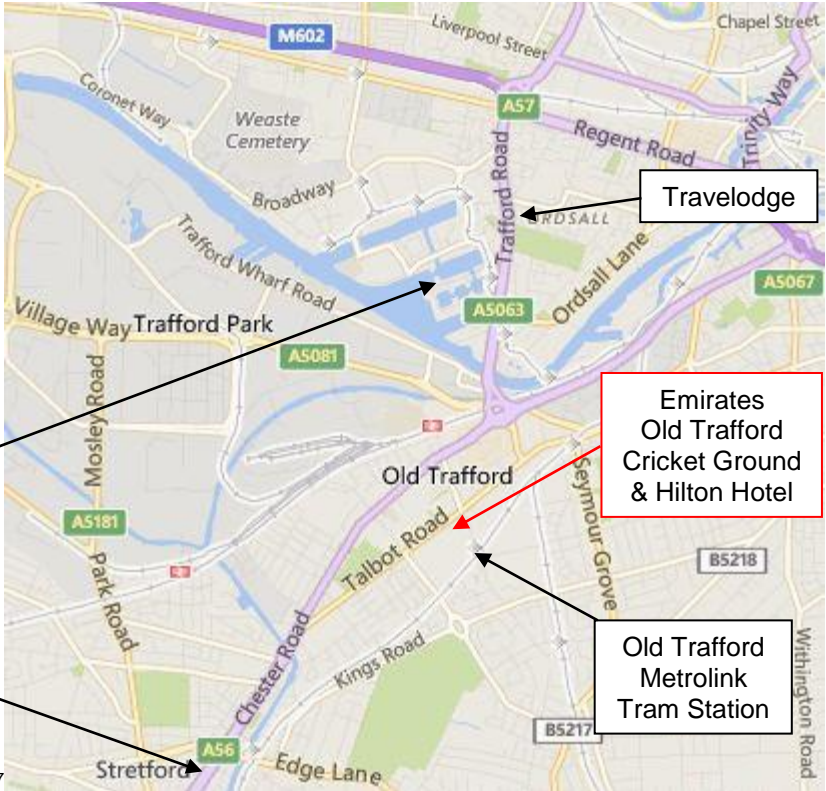 Liverpool Street
Chapel Street
M602
Coronet Way
Weaste
Cemetery
A57
Regent Road
Trinity Way
Broadway
Trafford Road
Travelodge
ORDSALL
Trafford Wharf Road
Ordsall Lane
A5063
A5067
Village Way
Trafford Park
A5081
Mosley Road
Emirates
Old Trafford
Cricket Ground
& Hilton Hotel
Old Trafford
Seymour Grove
A5181
Talbot Road
Park Road
B5218
Chester Road
Kings Road
Old Trafford
Metrolink
Tram Station
Withington Road
B5217
A56
Stretford
Edge Lane